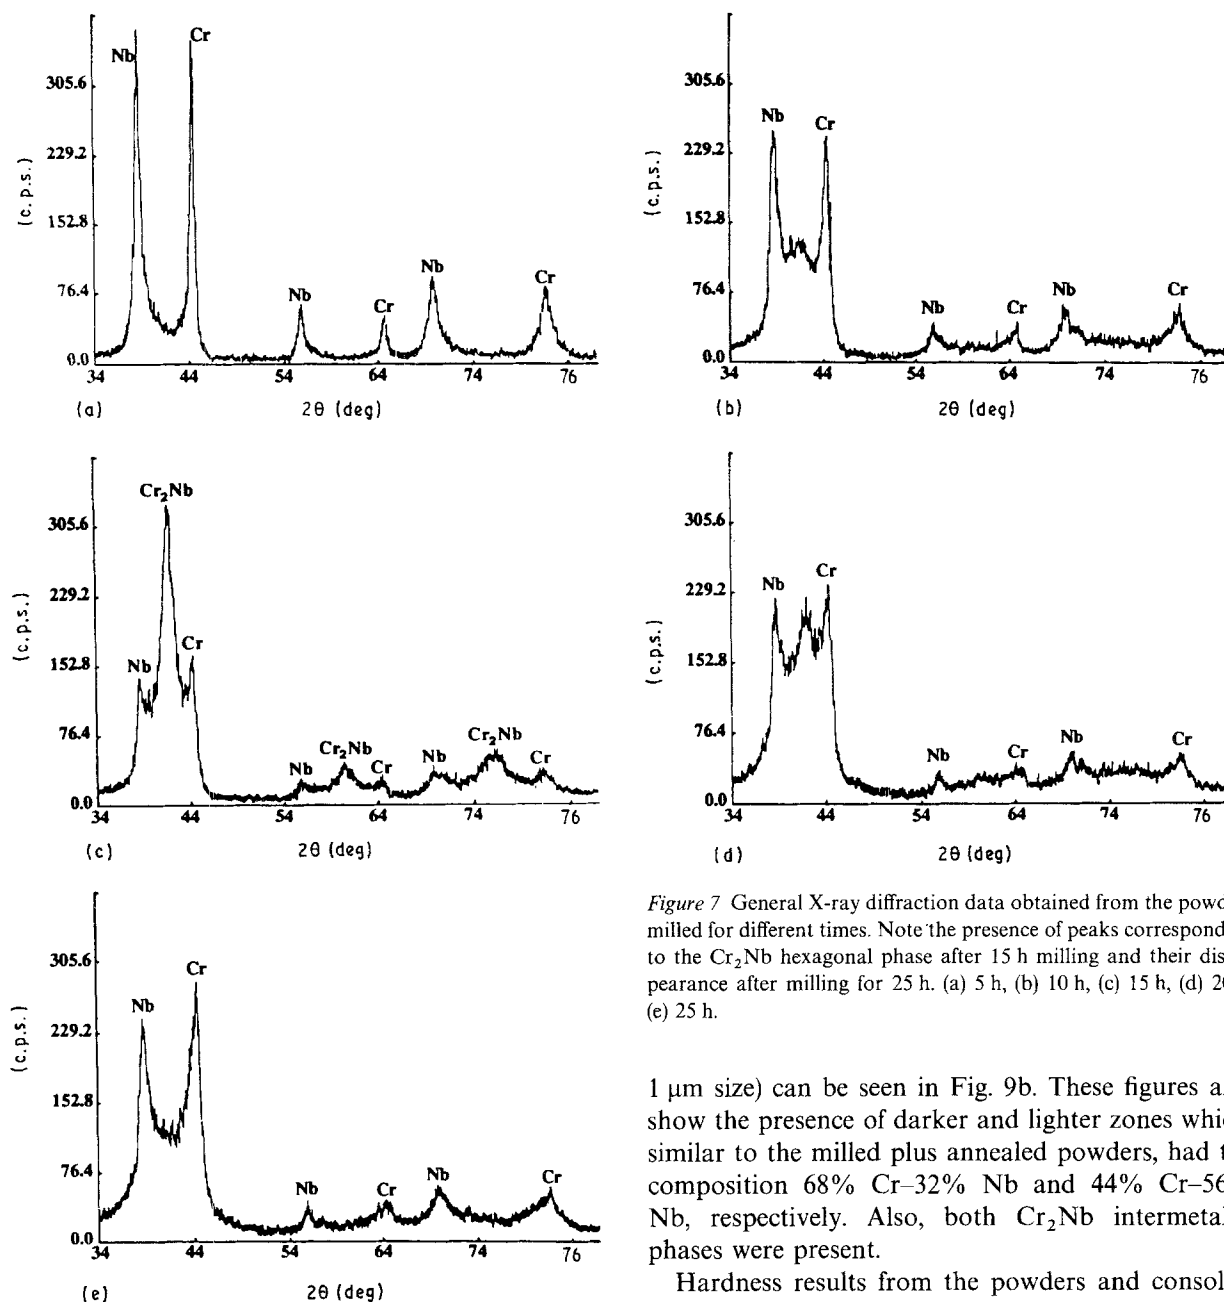 Nb
Cr
305.6
229.2
152.8
76.4
0.0
(c.p.s.)
Nb
Cr
Nb
Cr
34 44 54 64 76
(a) 2θ (deg)
305.6
229.2
152.8
76.4
0.0
(c.p.s.)
Nb
Cr
Nb
Cr
Nb
Cr
34 44 54 64 74 76
(b) 2θ (deg)
305.6
229.2
152.8
76.4
0.0
(c.p.s.)
Cr₂Nb
Nb
Cr
Nb
Cr₂Nb
Cr
Nb
Cr₂Nb
Cr
34 44 54 64 74 76
(c) 2θ (deg)
305.6
229.2
152.8
76.4
0.0
(c.p.s.)
Nb
Cr
Nb
Cr
Nb
Cr
34 44 54 64 74 76
(d) 2θ (deg)
305.6
229.2
152.8
76.4
0.0
(c.p.s.)
Nb
Cr
Nb
Cr
Nb
Cr
34 44 54 64 74 76
(e) 2θ (deg)
Figure 7 General X-ray diffraction data obtained from the powd
milled for different times. Note the presence of peaks correspond
to the Cr₂Nb hexagonal phase after 15 h milling and their dis
pearance after milling for 25 h. (a) 5 h, (b) 10 h, (c) 15 h, (d) 2
(e) 25 h.
1 μm size) can be seen in Fig. 9b. These figures a
show the presence of darker and lighter zones whic
similar to the milled plus annealed powders, had t
composition 68% Cr–32% Nb and 44% Cr–56
Nb, respectively. Also, both Cr₂Nb intermetal
phases were present.
Hardness results from the powders and consol